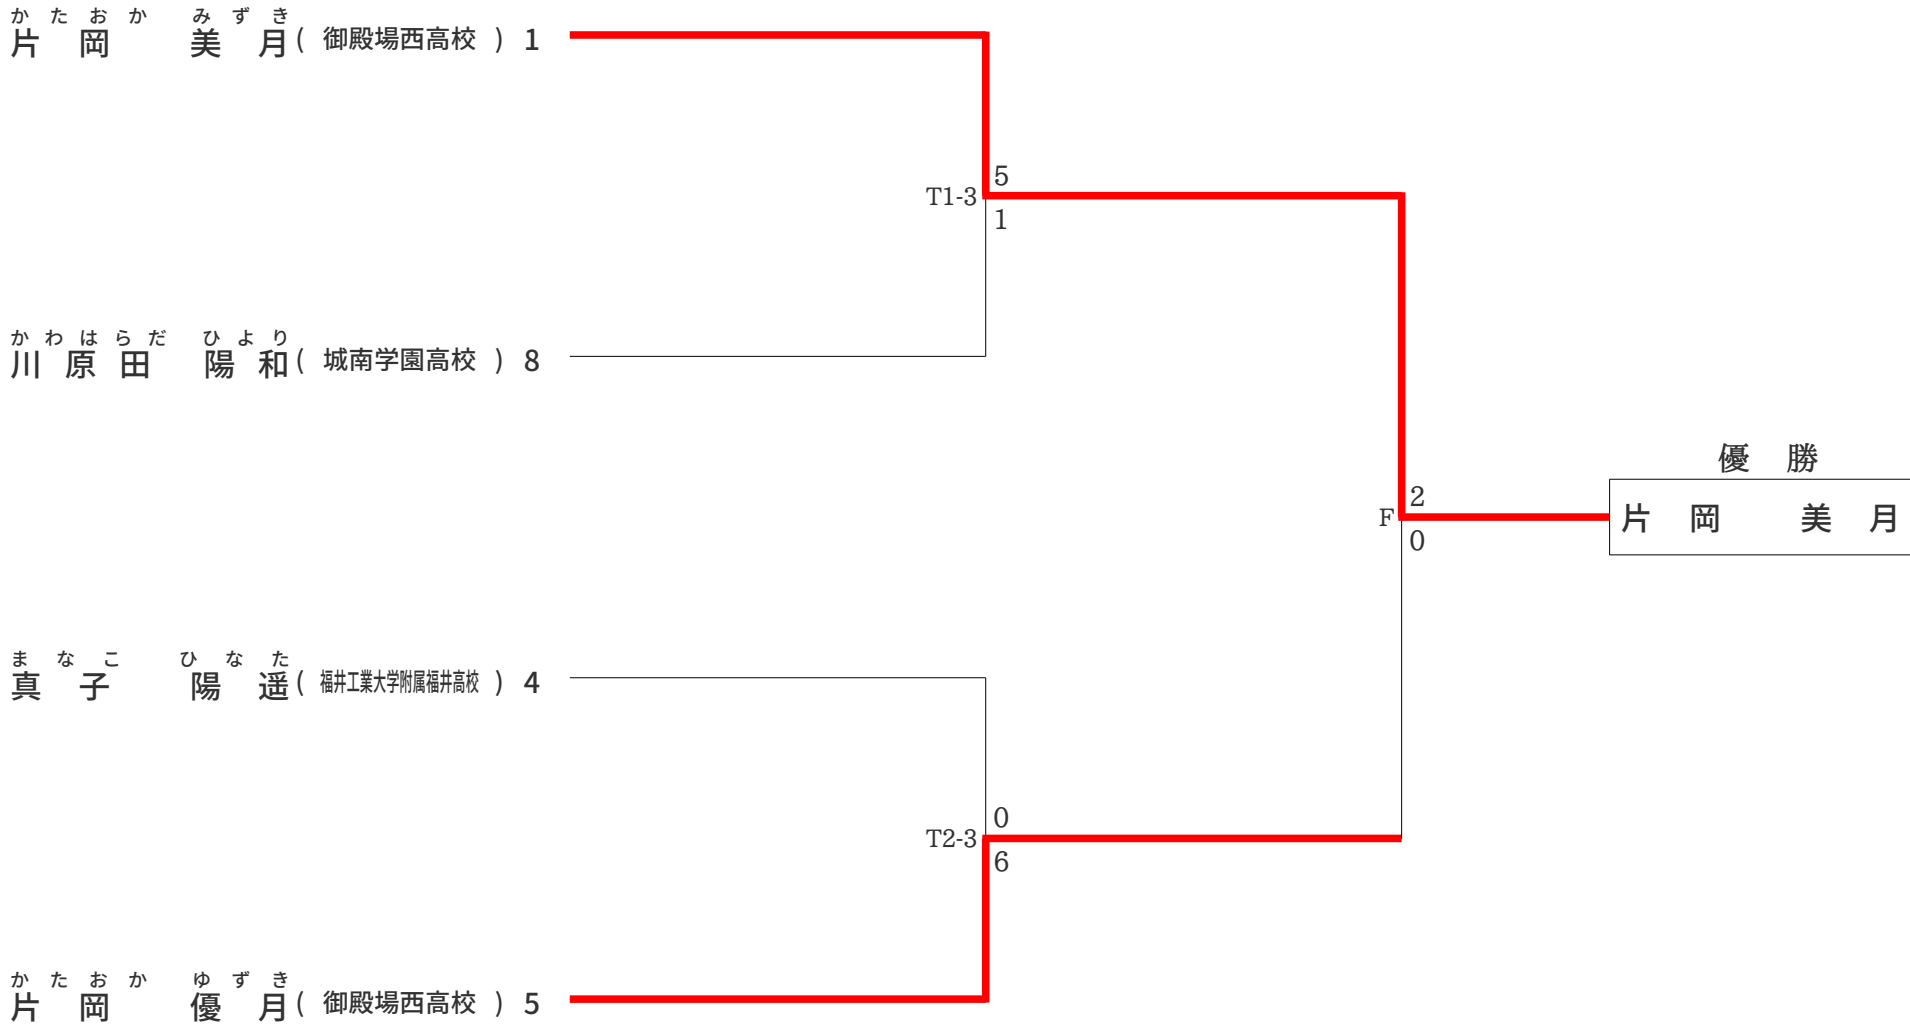 かたおか みずき
片岡 美月 ( 御殿場西高校 ) 1
5
T1-3
1
かわはらだ ひより
川原田 陽和 ( 城南学園高校 ) 8
優勝
2
F
片岡 美月
0
まなこ ひなた
真子 陽遥 ( 福井工業大学附属福井高校 ) 4
0
T2-3
6
かたおか ゆずき
片岡 優月 ( 御殿場西高校 ) 5